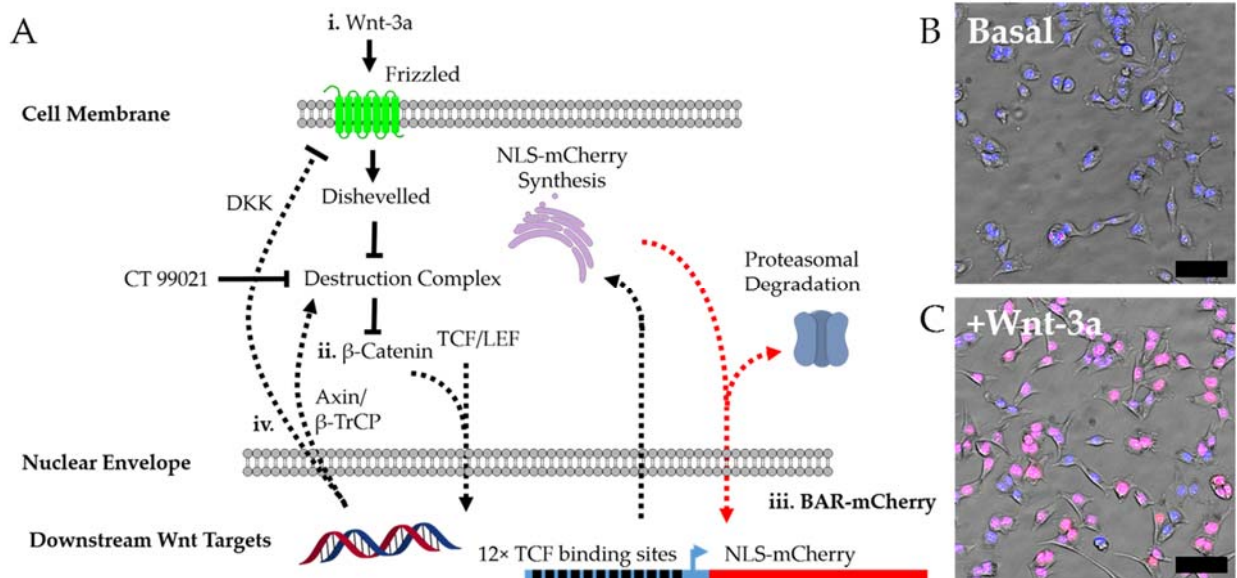 A
i. Wnt-3a
Frizzled
Cell Membrane
NLS-mCherry
Synthesis
DKK
Dishevelled
Proteasomal
Degradation
CT 99021
Destruction Complex
ii. β-Catenin
TCF/LEF
Axin/
β-TrCP
iv.
Nuclear Envelope
iii. BAR-mCherry
Downstream Wnt Targets
12× TCF binding sites
NLS-mCherry
B
Basal
C
+Wnt-3a